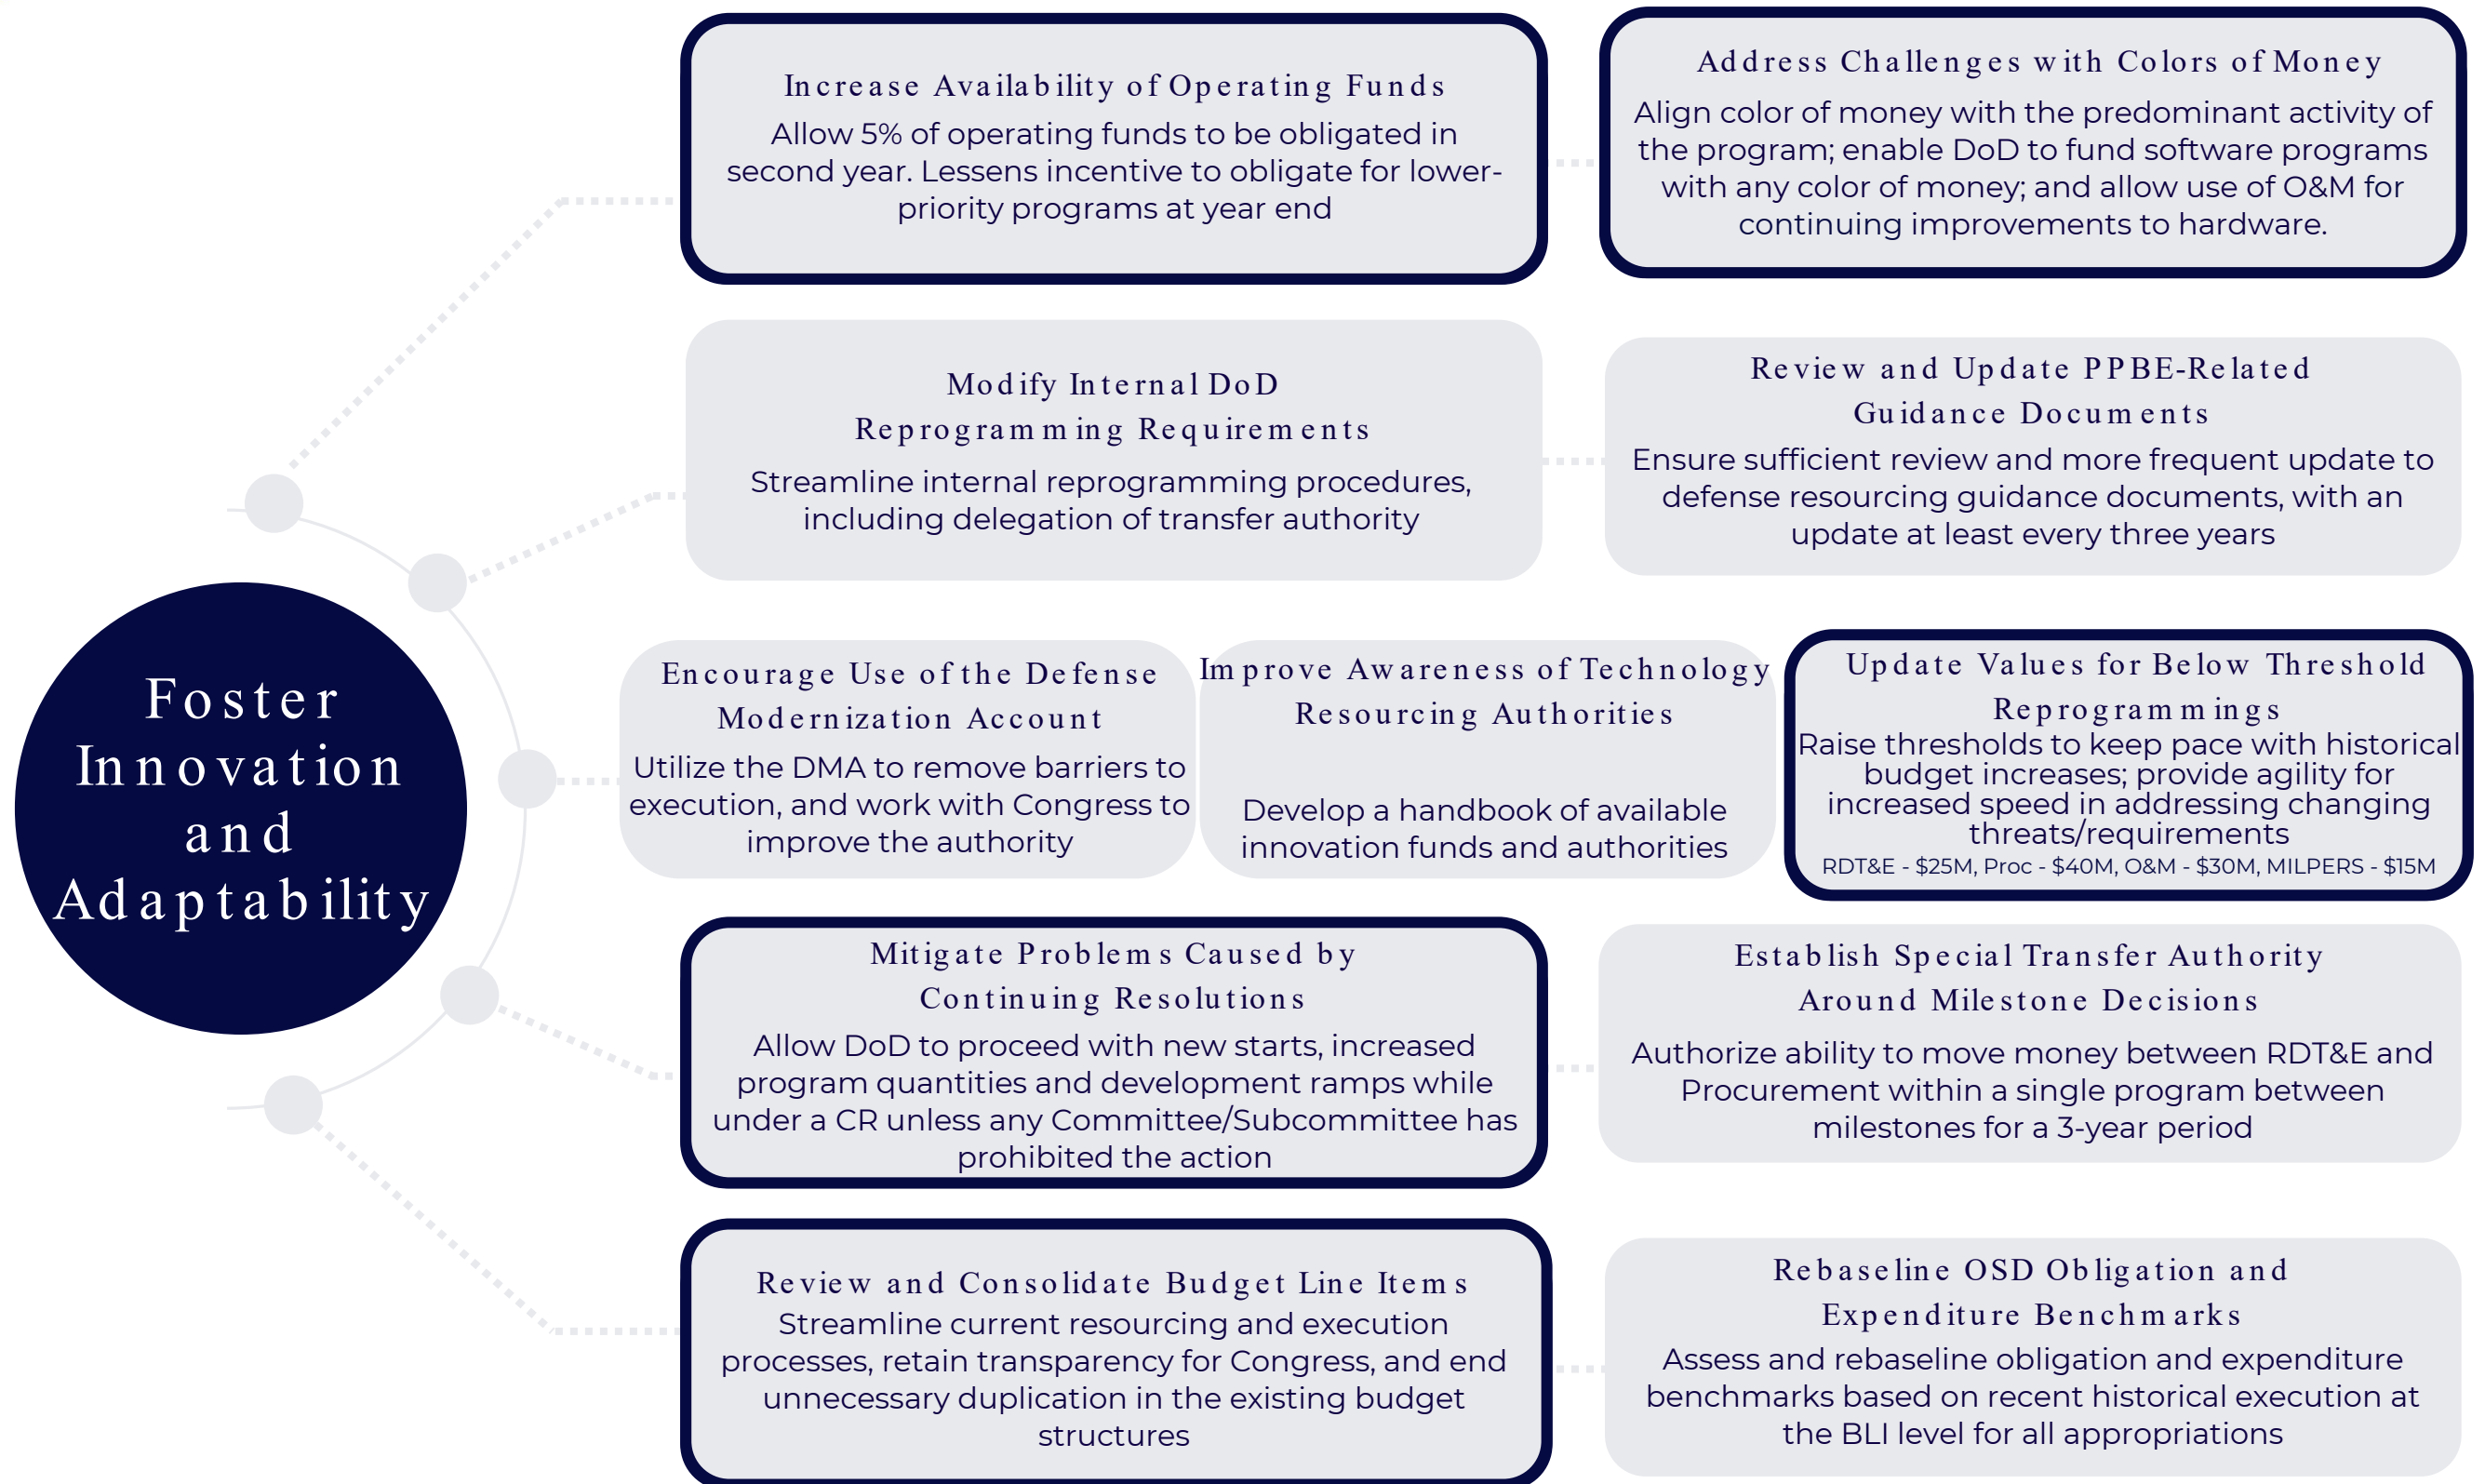 Foster
Innovation
and
Adaptability
Increase Availability of Operating Funds
Allow 5% of operating funds to be obligated in
second year. Lessens incentive to obligate for lower-
priority programs at year end
Address Challenges with Colors of Money
Align color of money with the predominant activity of
the program; enable DoD to fund software programs
with any color of money; and allow use of O&M for
continuing improvements to hardware.
Modify Internal DoD
Reprogramming Requirements
Streamline internal reprogramming procedures,
including delegation of transfer authority
Review and Update PPBE-Related
Guidance Documents
Ensure sufficient review and more frequent update to
defense resourcing guidance documents, with an
update at least every three years
Encourage Use of the Defense
Modernization Account
Utilize the DMA to remove barriers to
execution, and work with Congress to
improve the authority
Improve Awareness of Technology
Resourcing Authorities
Develop a handbook of available
innovation funds and authorities
Update Values for Below Threshold
Reprogrammings
Raise thresholds to keep pace with historical
budget increases; provide agility for
increased speed in addressing changing
threats/requirements
RDT&E - $25M, Proc - $40M, O&M - $30M, MILPERS - $15M
Mitigate Problems Caused by
Continuing Resolutions
Allow DoD to proceed with new starts, increased
program quantities and development ramps while
under a CR unless any Committee/Subcommittee has
prohibited the action
Establish Special Transfer Authority
Around Milestone Decisions
Authorize ability to move money between RDT&E and
Procurement within a single program between
milestones for a 3-year period
Review and Consolidate Budget Line Items
Streamline current resourcing and execution
processes, retain transparency for Congress, and end
unnecessary duplication in the existing budget
structures
Rebaseline OSD Obligation and
Expenditure Benchmarks
Assess and rebaseline obligation and expenditure
benchmarks based on recent historical execution at
the BLI level for all appropriations